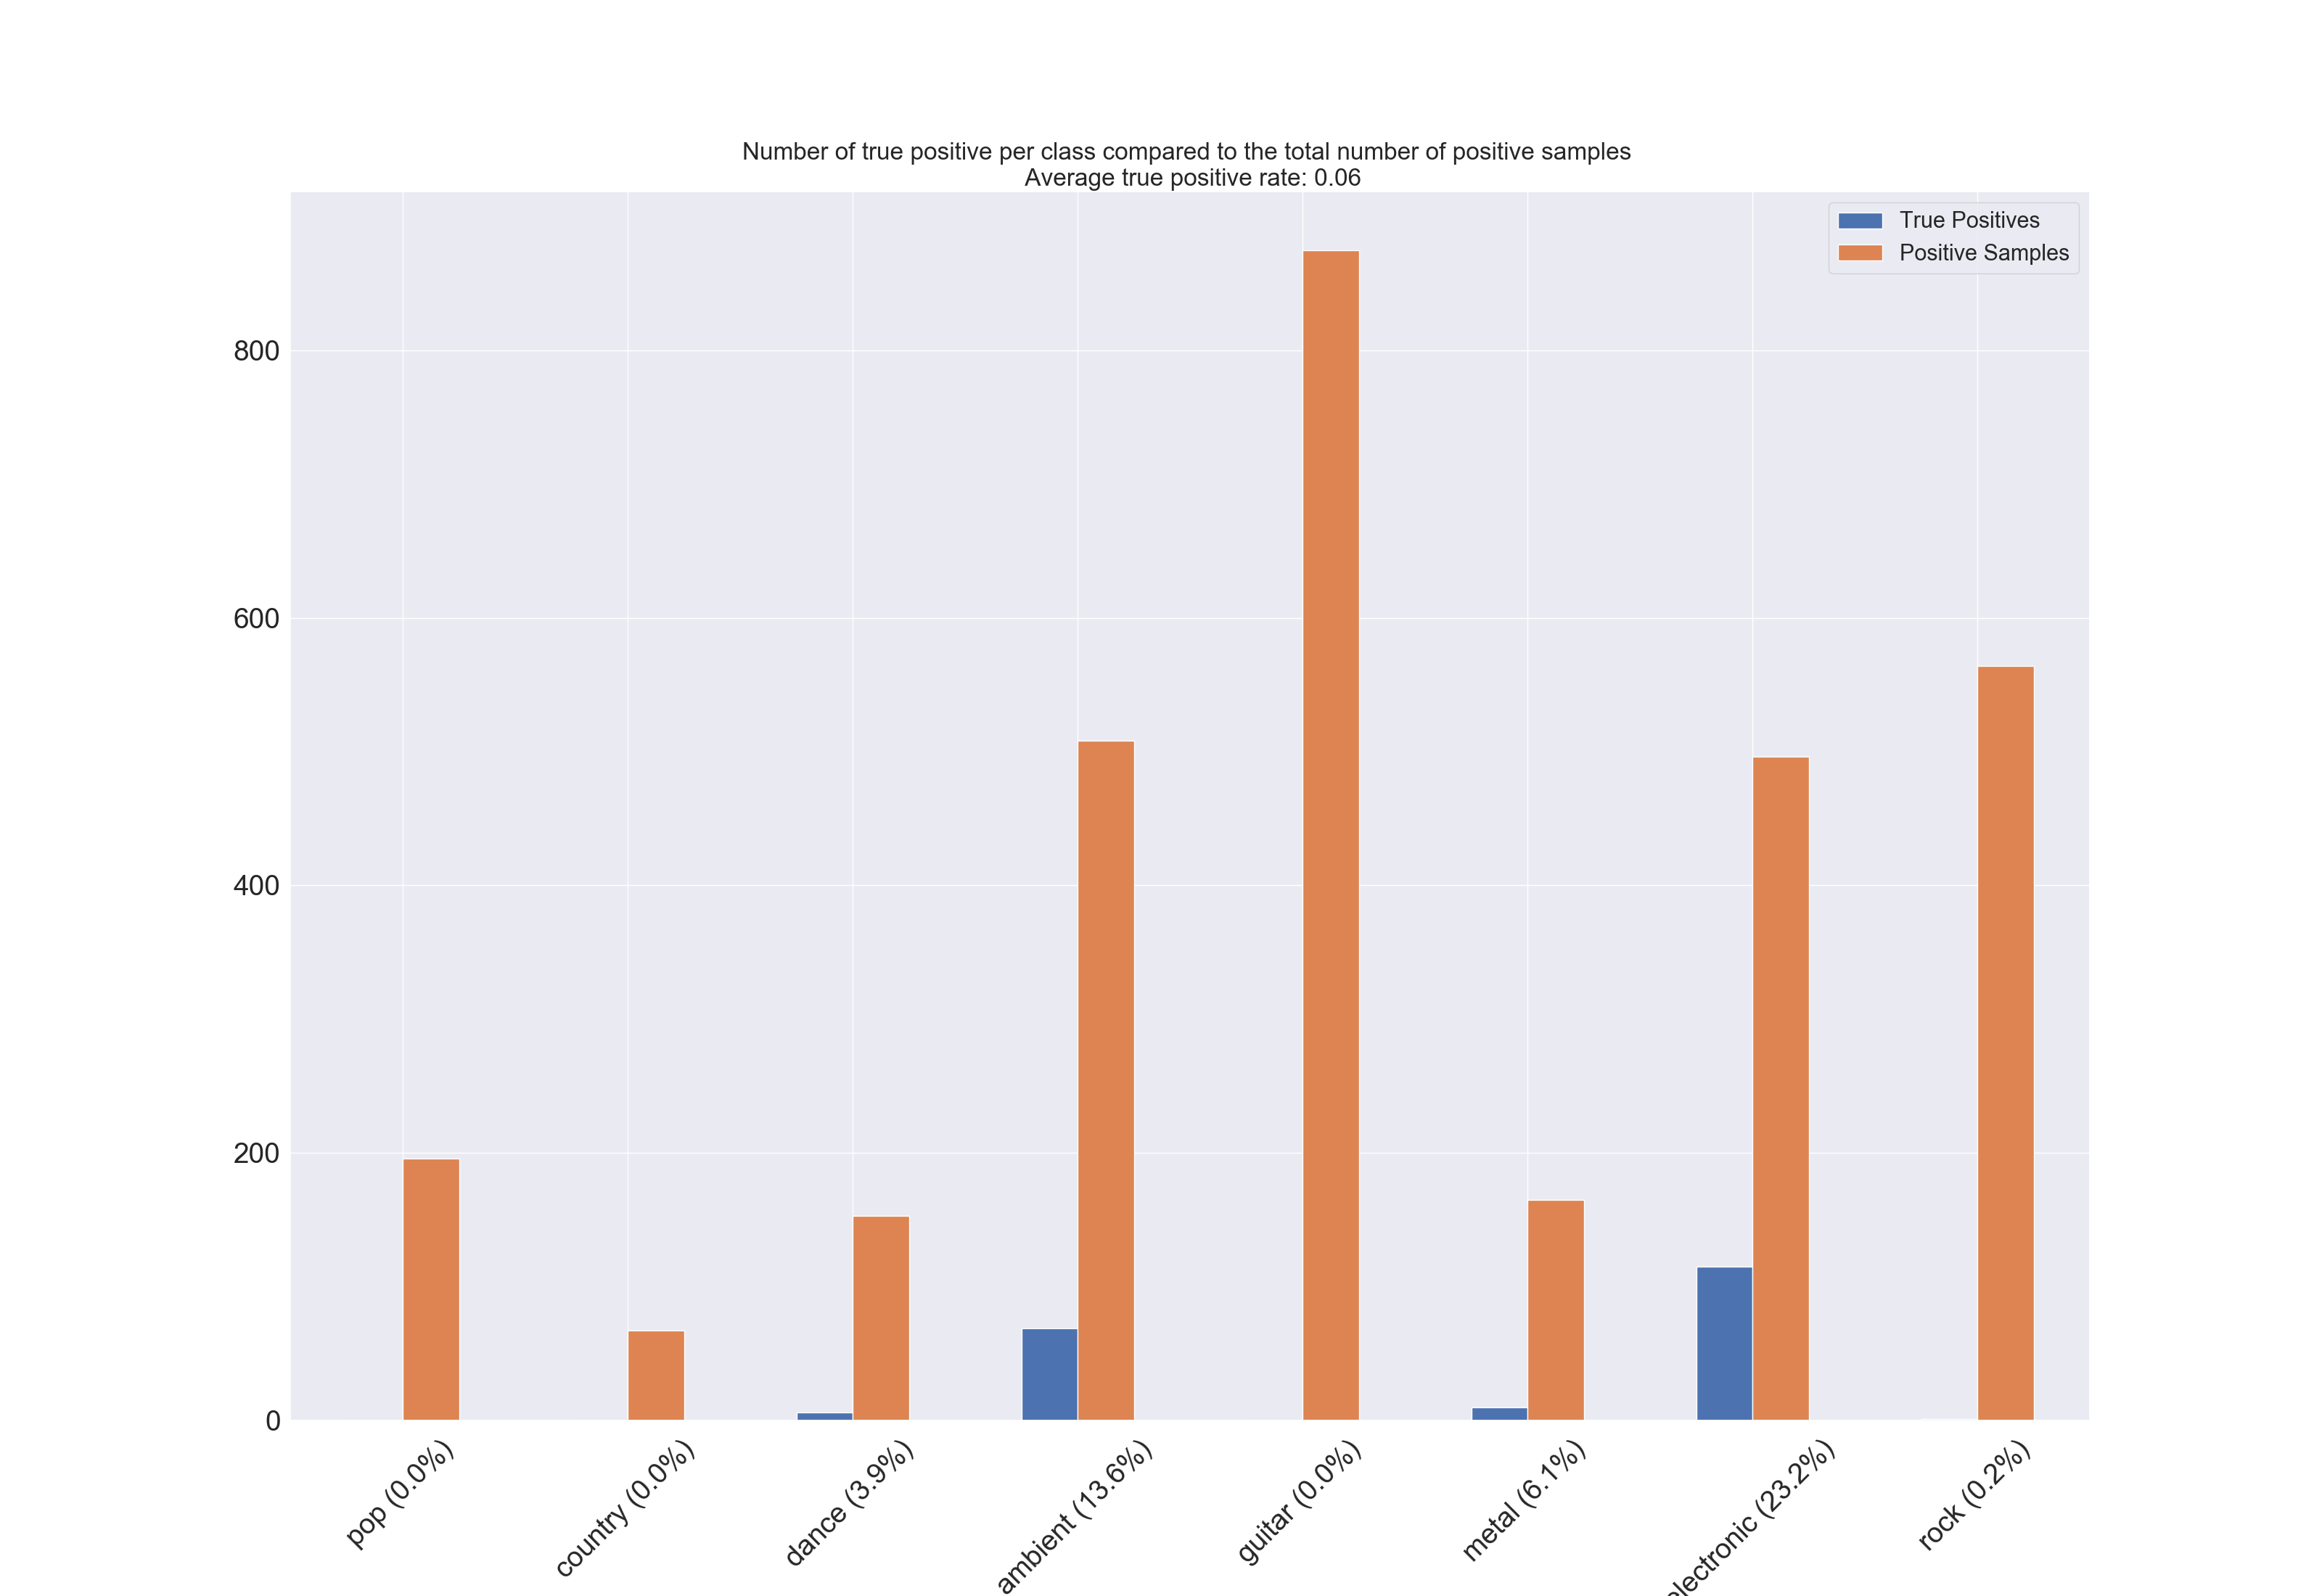 Number of true positive per class compared to the total number of positive samples
Average true positive rate: 0.06
True Positives
Positive Samples
800
600
400
200
0
pop (0.0%)
country (0.0%)
dance (3.9%)
ambient (13.6%)
guitar (0.0%)
metal (6.1%)
electronic (23.2%)
rock (0.2%)